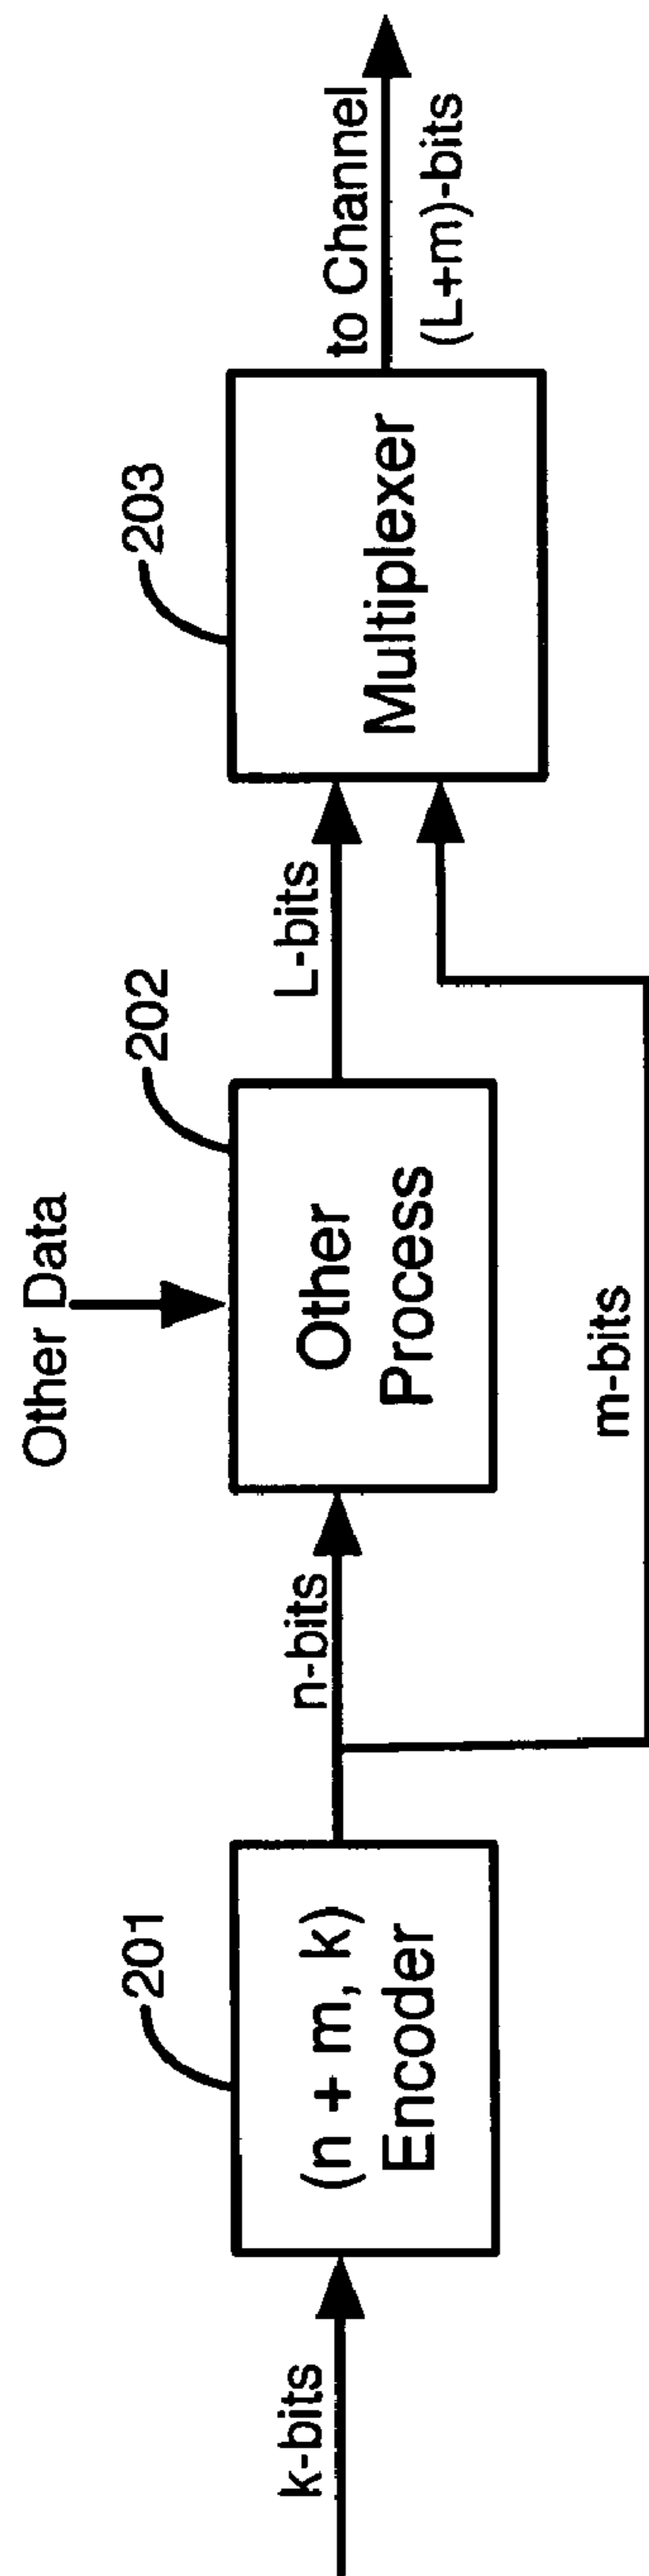 k-bits
201
(n + m, k)
Encoder
n-bits
m-bits
Other Data
202
Other
Process
L-bits
203
Multiplexer
to Channel
(L+m)-bits